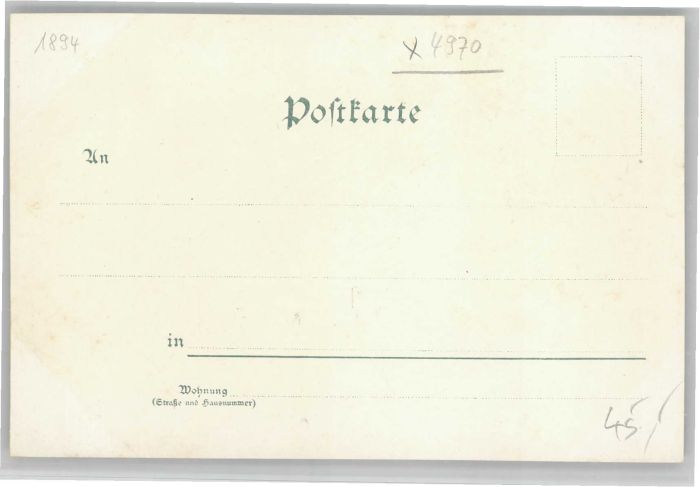 1894
x 4970
Postkarte
An
in
Wohnung
(Straße und Hausnummer)
45,/